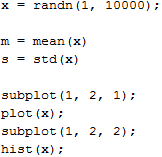 x = randn(1, 10000);
m = mean(x)
s = std(x)
subplot(1, 2, 1);
plot(x);
subplot(1, 2, 2);
hist(x);